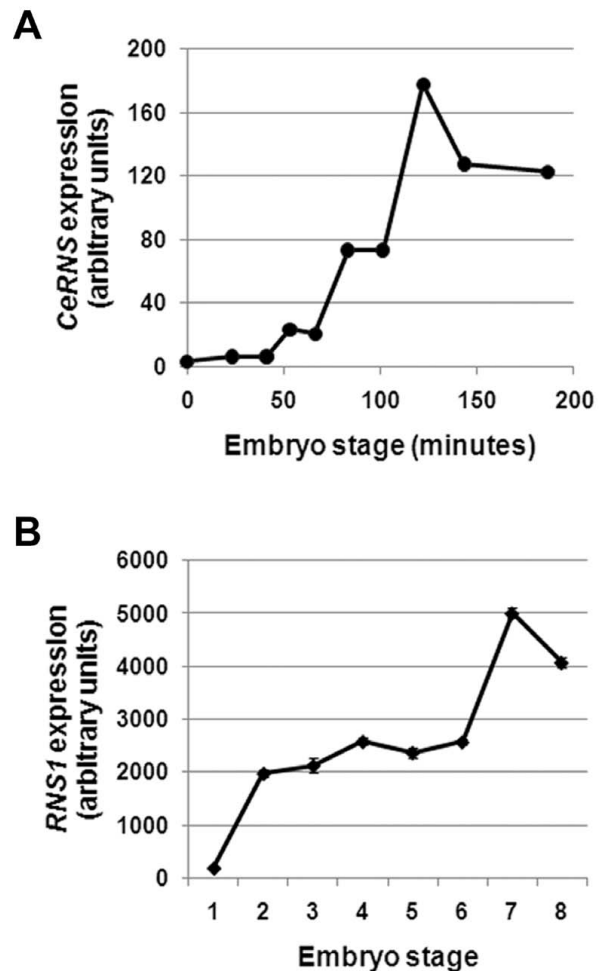 A
CeRNS expression
(arbitrary units)
200
160
120
80
40
0
0 50 100 150 200
Embryo stage (minutes)
B
RNS1 expression
(arbitrary units)
6000
5000
4000
3000
2000
1000
0
1 2 3 4 5 6 7 8
Embryo stage